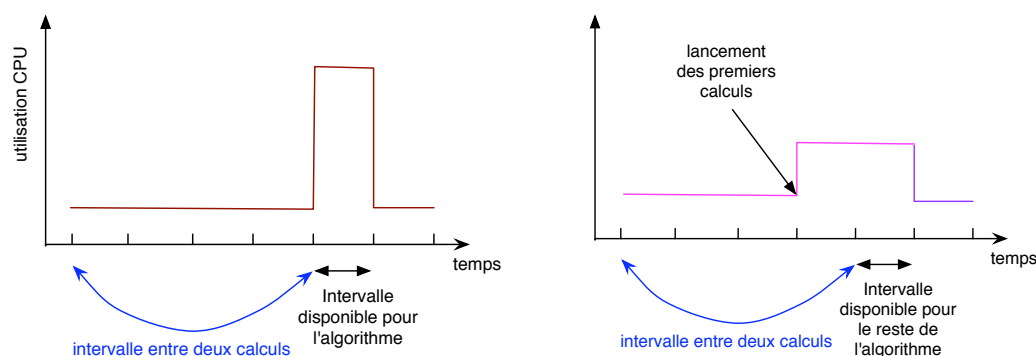 utilisation CPU
temps
Intervalle
disponible pour
l'algorithme
intervalle entre deux calculs
lancement
des premiers
calculs
temps
Intervalle
disponible pour
le reste de
l'algorithme
intervalle entre deux calculs